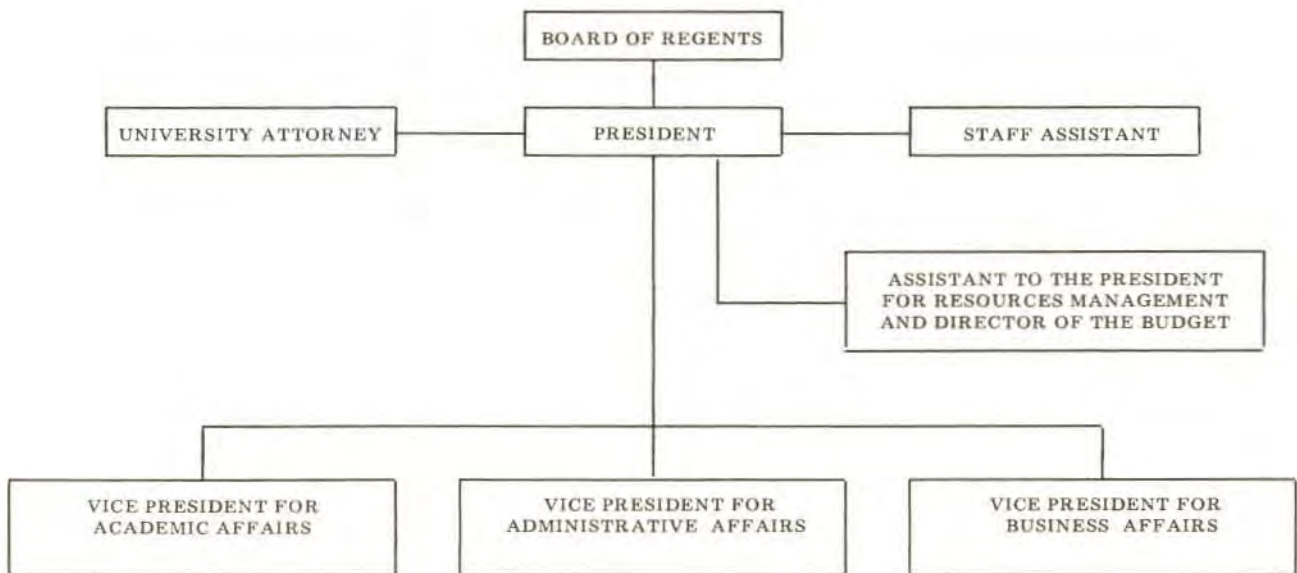 BOARD OF REGENTS
UNIVERSITY ATTORNEY
PRESIDENT
STAFF ASSISTANT
ASSISTANT TO THE PRESIDENT
FOR RESOURCES MANAGEMENT
AND DIRECTOR OF THE BUDGET
VICE PRESIDENT FOR
ACADEMIC AFFAIRS
VICE PRESIDENT FOR
ADMINISTRATIVE AFFAIRS
VICE PRESIDENT FOR
BUSINESS AFFAIRS